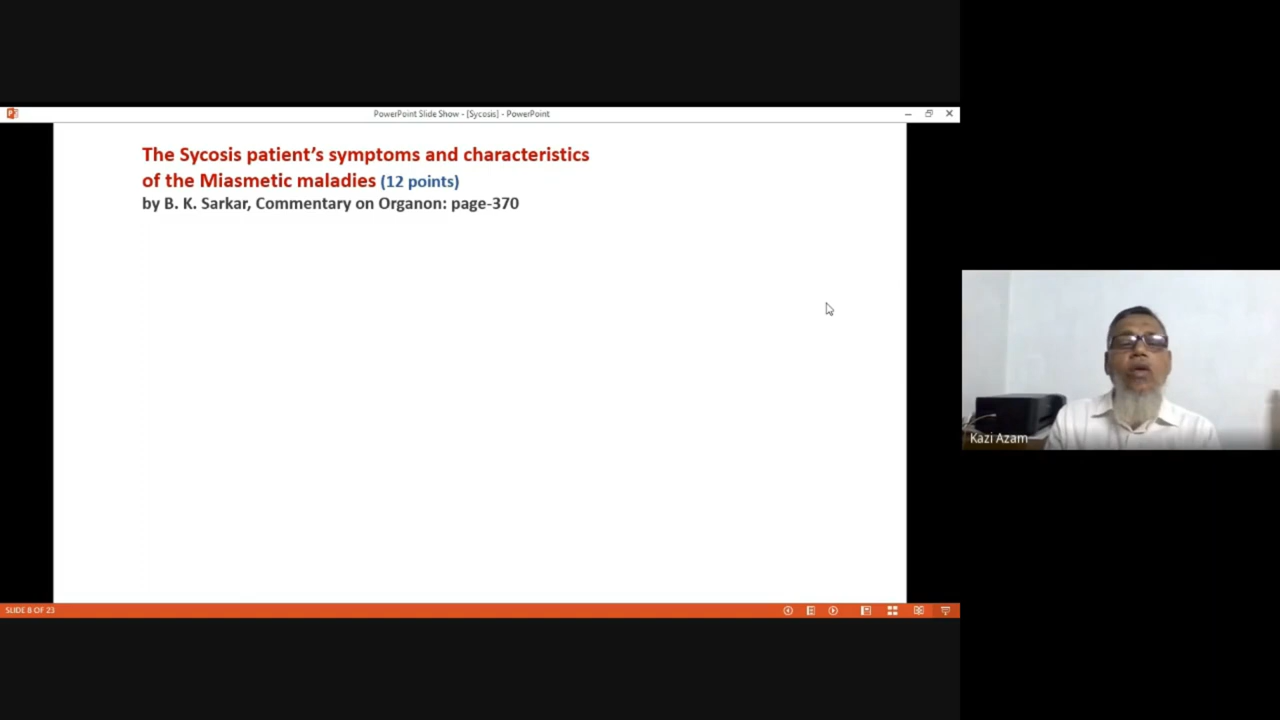 PowerPoint Slide Show - [Sycosis] - PowerPoint
The Sycosis patient's symptoms and characteristics
of the Miasmetic maladies (12 points)
by B. K. Sarkar, Commentary on Organon: page-370
Kazi Azam
SLIDE 8 OF 23